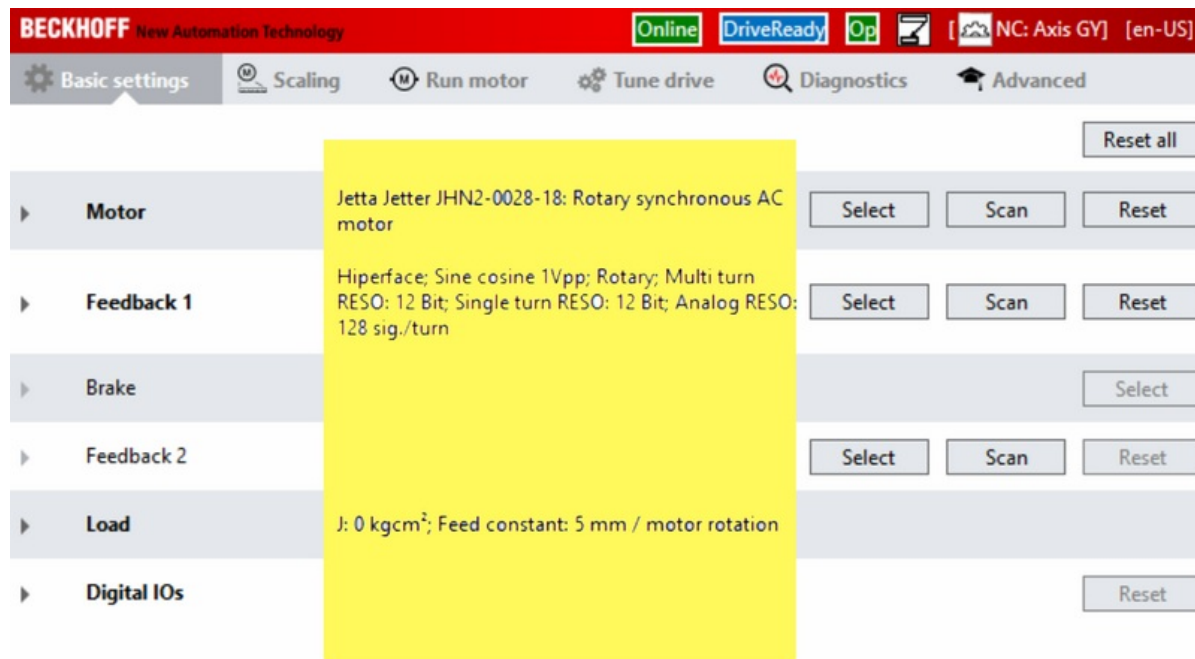 BECKHOFF New Automation Technology Online DriveReady Op [ NC: Axis GY] [en-US]
Basic settings Scaling Run motor Tune drive Diagnostics Advanced
Reset all
Motor
Jetta Jetter JHN2-0028-18: Rotary synchronous AC
motor
Select Scan Reset
Feedback 1
Hiperface; Sine cosine 1Vpp; Rotary; Multi turn
RESO: 12 Bit; Single turn RESO: 12 Bit; Analog RESO:
128 sig./turn
Select Scan Reset
Brake Select
Feedback 2 Select Scan Reset
Load J: 0 kgcm²; Feed constant: 5 mm / motor rotation
Digital IOs Reset